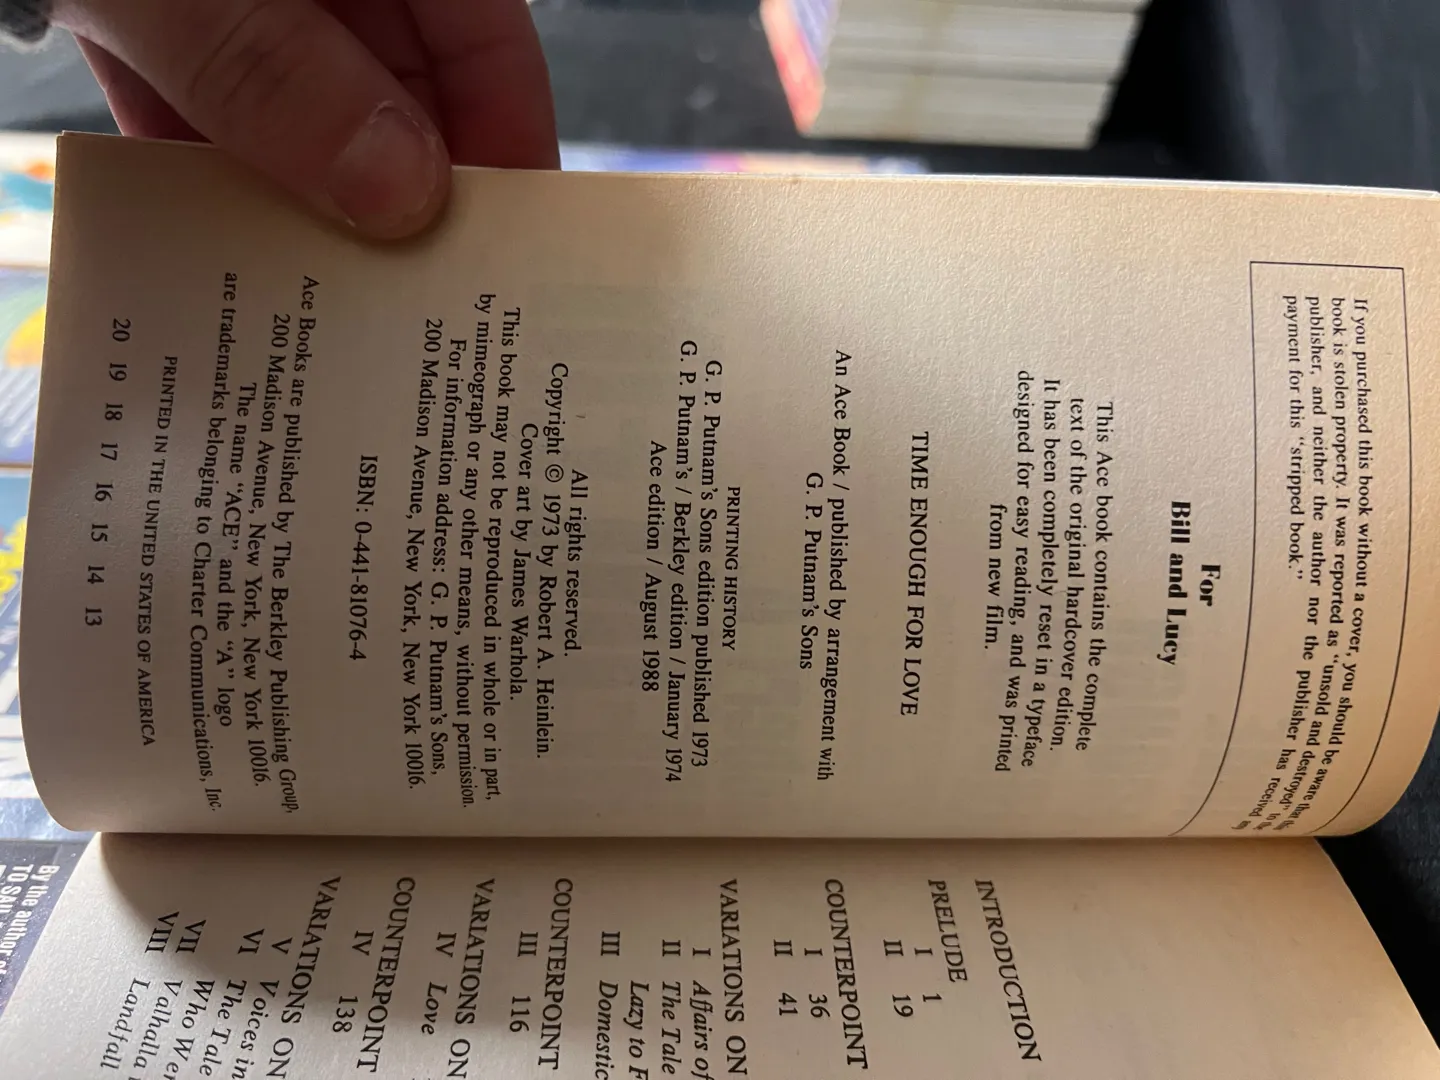 If you purchased this book without a cover, you should be aware that this
book is stolen property. It was reported as "unsold and destroyed" to the
publisher, and neither the author nor the publisher has received any
payment for this "stripped book."
For
Bill and Lucy
This Ace book contains the complete
text of the original hardcover edition.
It has been completely reset in a typeface
designed for easy reading, and was printed
from new film.
TIME ENOUGH FOR LOVE
An Ace Book / published by arrangement with
G. P. Putnam's Sons
PRINTING HISTORY
G. P. Putnam's Sons edition published 1973
G. P. Putnam's / Berkley edition / January 1974
Ace edition / August 1988
All rights reserved.
Copyright © 1973 by Robert A. Heinlein.
Cover art by James Warhola.
This book may not be reproduced in whole or in part,
by mimeograph or any other means, without permission.
For information address: G. P. Putnam's Sons,
200 Madison Avenue, New York, New York 10016.
ISBN: 0-441-81076-4
Ace Books are published by The Berkley Publishing Group,
200 Madison Avenue, New York, New York 10016.
The name "ACE" and the "A" logo
are trademarks belonging to Charter Communications, Inc.
PRINTED IN THE UNITED STATES OF AMERICA
20 19 18 17 16 15 14 13
INTRODUCTION
PRELUDE
I 1
II 19
COUNTERPOINT
I 36
II 41
VARIATIONS ON
I Affairs of
II The Tale
Lazy to F
III Domestic
COUNTERPOINT
III 116
VARIATIONS ON
IV Love
COUNTERPOINT
IV 138
VARIATIONS ON
V Voices in
VI The Tale
VII Who Wer
VIII Valhalla
Landfall
By the author of
TO SAIL